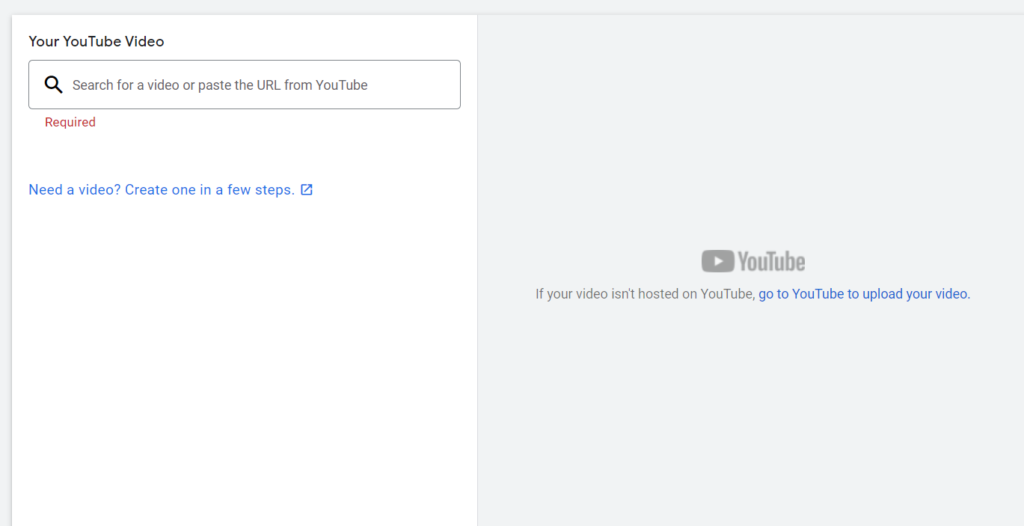 Your YouTube Video
Search for a video or paste the URL from YouTube
Required
Need a video? Create one in a few steps.
YouTube
If your video isn't hosted on YouTube, go to YouTube to upload your video.